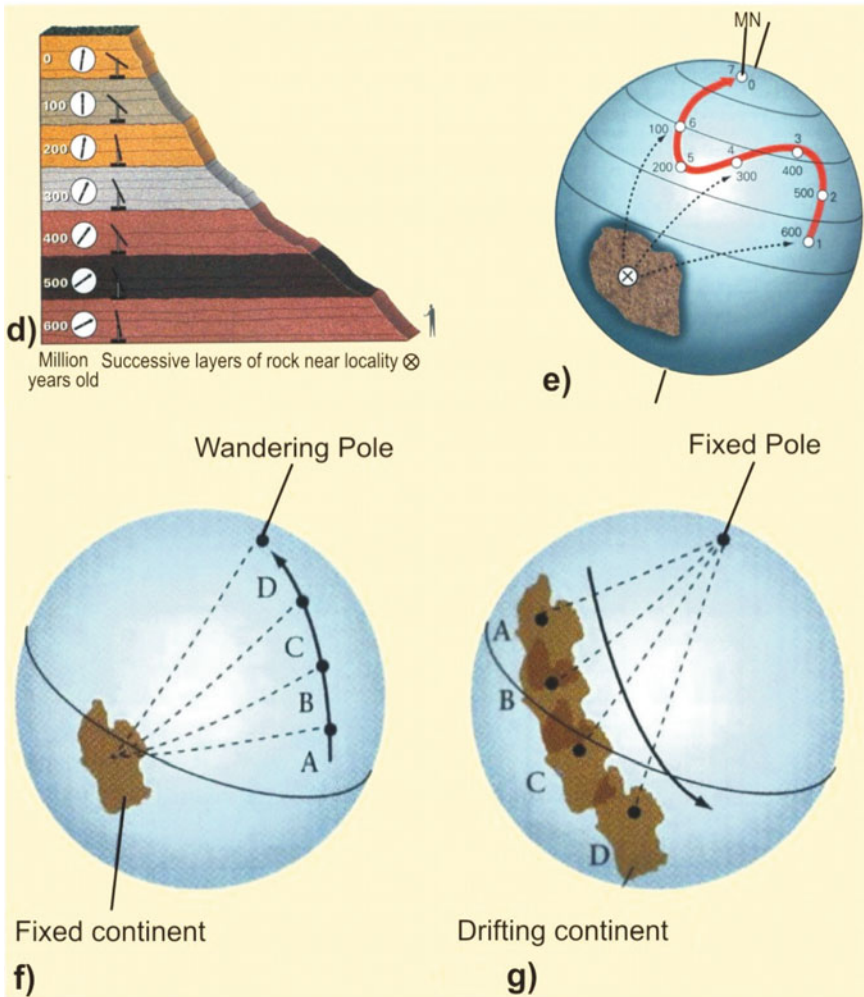 0
100
200
300
400
500
600
d)
Million years old
Successive layers of rock near locality ⊗
MN
7
0
100
6
200
5
4
300
3
400
500
2
600
1
e)
Wandering Pole
D
C
B
A
Fixed continent
f)
Fixed Pole
A
B
C
D
Drifting continent
g)